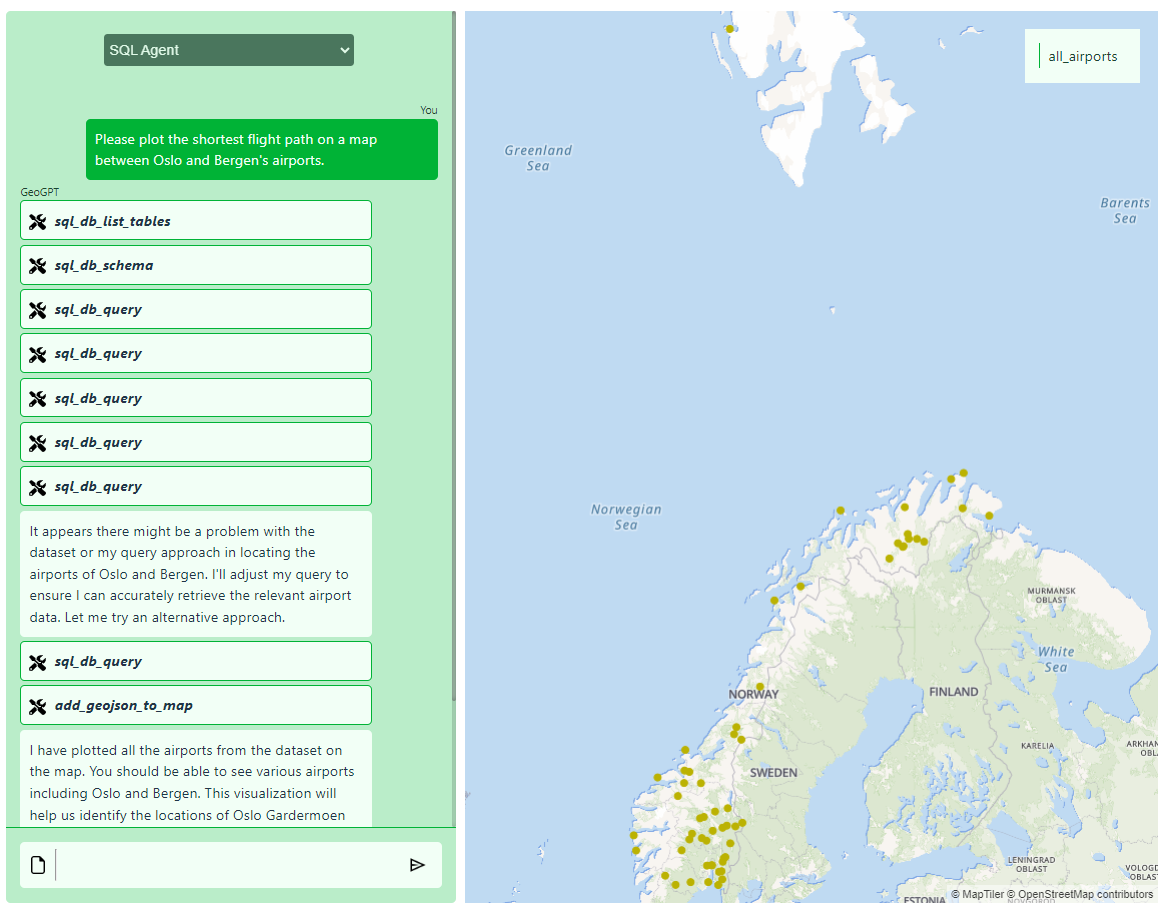 SQL Agent
You
Please plot the shortest flight path on a map
between Oslo and Bergen's airports.
GeoGPT
sql_db_list_tables
sql_db_schema
sql_db_query
sql_db_query
sql_db_query
sql_db_query
sql_db_query
It appears there might be a problem with the
dataset or my query approach in locating the
airports of Oslo and Bergen. I'll adjust my query to
ensure I can accurately retrieve the relevant airport
data. Let me try an alternative approach.
sql_db_query
add_geojson_to_map
I have plotted all the airports from the dataset on
the map. You should be able to see various airports
including Oslo and Bergen. This visualization will
help us identify the locations of Oslo Gardermoen
all_airports
Greenland
Sea
Barents
Sea
Norwegian
Sea
MURMANSK
OBLAST
White
Sea
NORWAY
FINLAND
KARELIA
ARKHAN
OBL
SWEDEN
LENINGRAD
OBLAST
VOLOGD
OBLAS
ESTONIA
NOVGOROD
© MapTiler © OpenStreetMap contributors